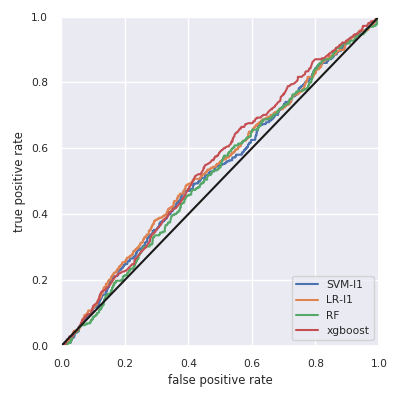 1.0
0.8
0.6
0.4
0.2
0.0
true positive rate
SVM-l1
LR-l1
RF
xgboost
0.0 0.2 0.4 0.6 0.8 1.0
false positive rate